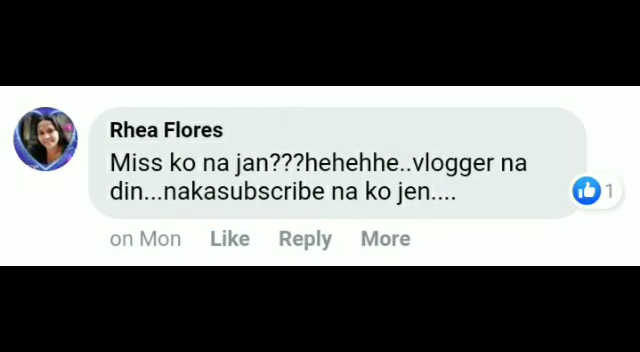 Rhea Flores
Miss ko na jan???hehehhe..vlogger na
din...nakasubscribe na ko jen....
1
on Mon Like Reply More